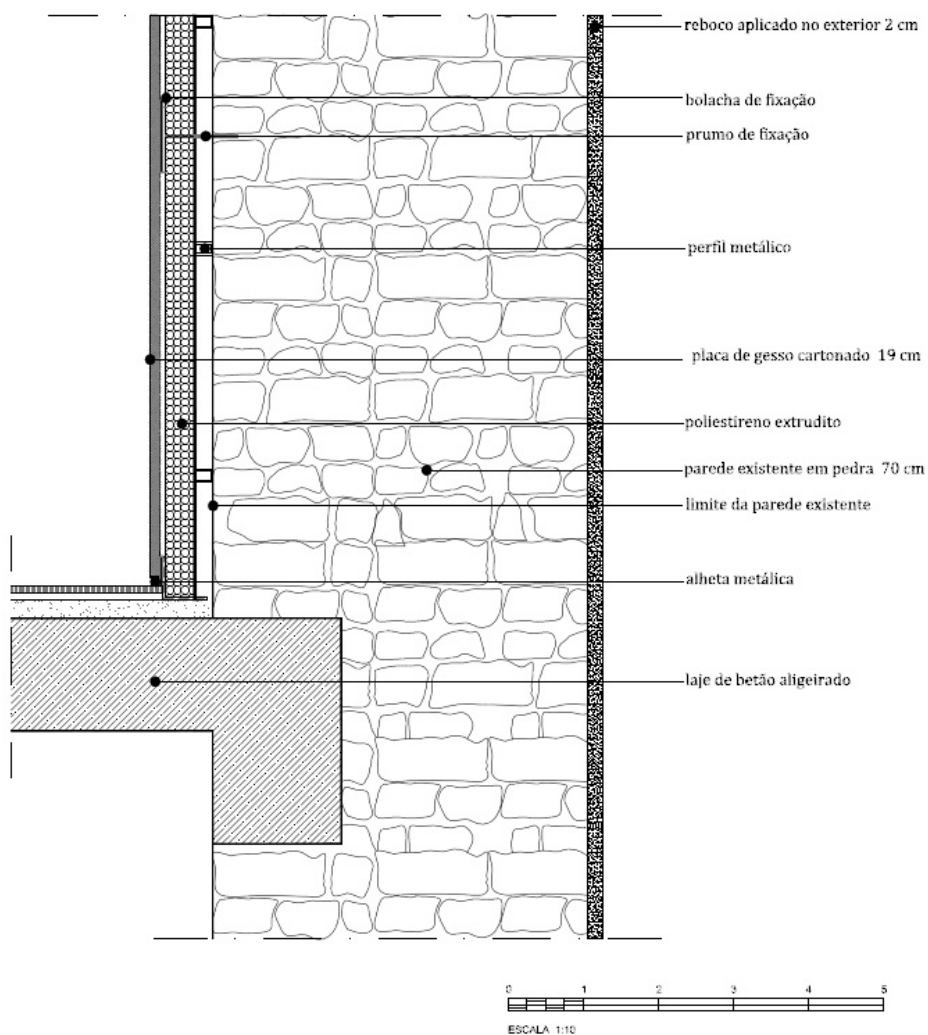 reboco aplicado no exterior 2 cm
bolacha de fixação
prumo de fixação
perfil metálico
placa de gesso cartonado 19 cm
poliestireno extrudito
parede existente em pedra 70 cm
limite da parede existente
alheta metálica
laje de betão aligeirado
0 1 2 3 4 5
ESCALA 1:10